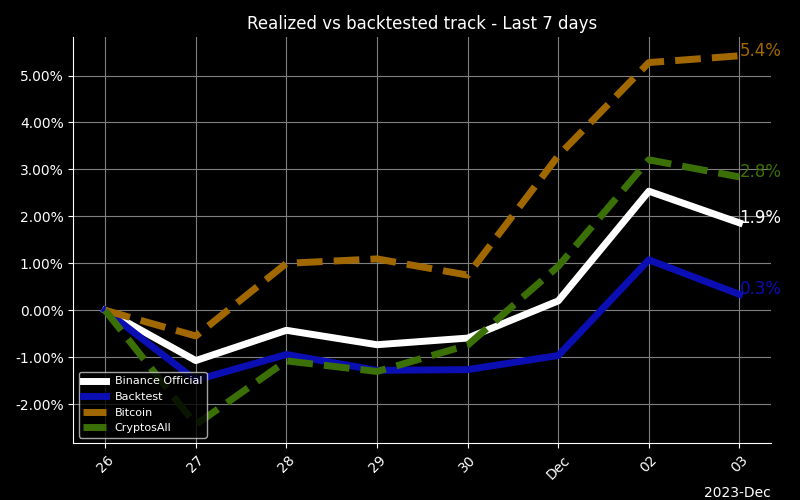 Realized vs backtested track - Last 7 days
5.00%
4.00%
3.00%
2.00%
1.00%
0.00%
-1.00%
-2.00%
5.4%
2.8%
1.9%
0.3%
Binance Official
Backtest
Bitcoin
CryptosAll
26
27
28
29
30
Dec
02
03
2023-Dec